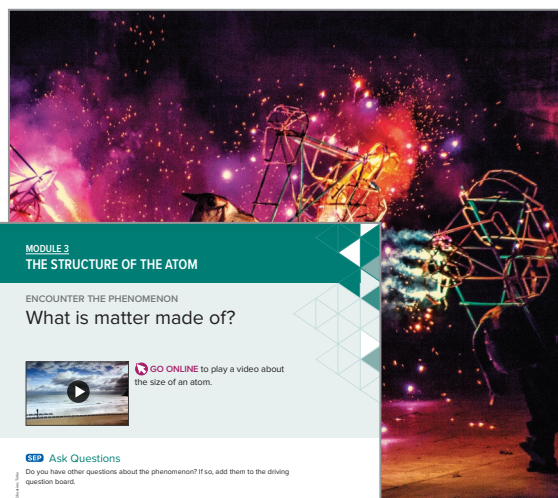 MODULE 3
THE STRUCTURE OF THE ATOM
ENCOUNTER THE PHENOMENON
What is matter made of?
GO ONLINE to play a video about
the size of an atom.
SEP Ask Questions
Do you have other questions about the phenomenon? If so, add them to the driving
question board.